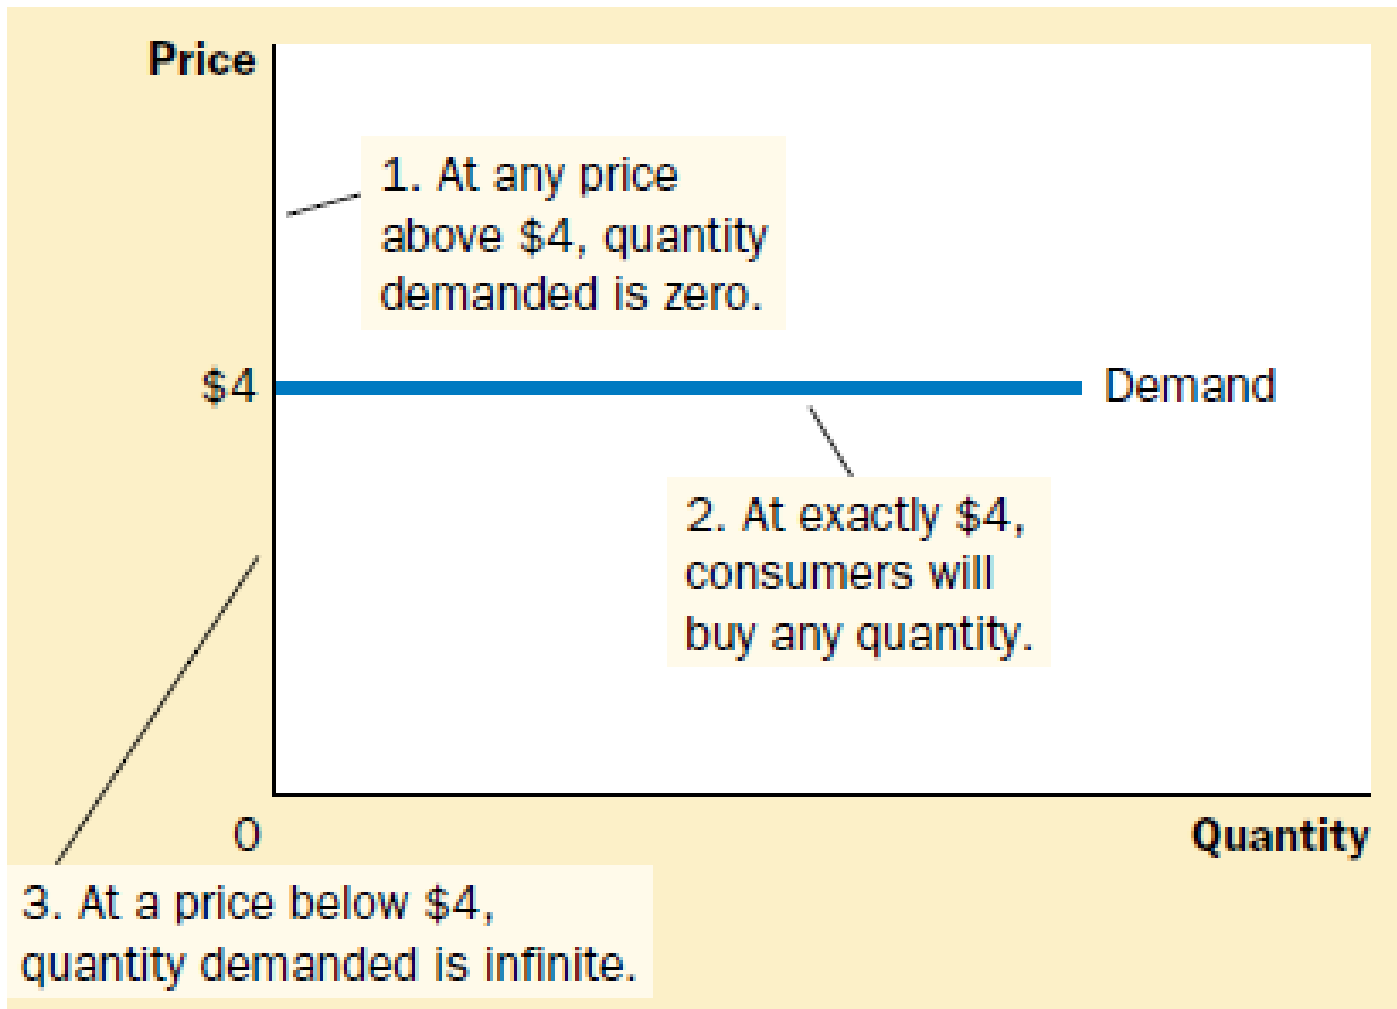 Price
1. At any price
above $4, quantity
demanded is zero.
$4
Demand
2. At exactly $4,
consumers will
buy any quantity.
0
Quantity
3. At a price below $4,
quantity demanded is infinite.